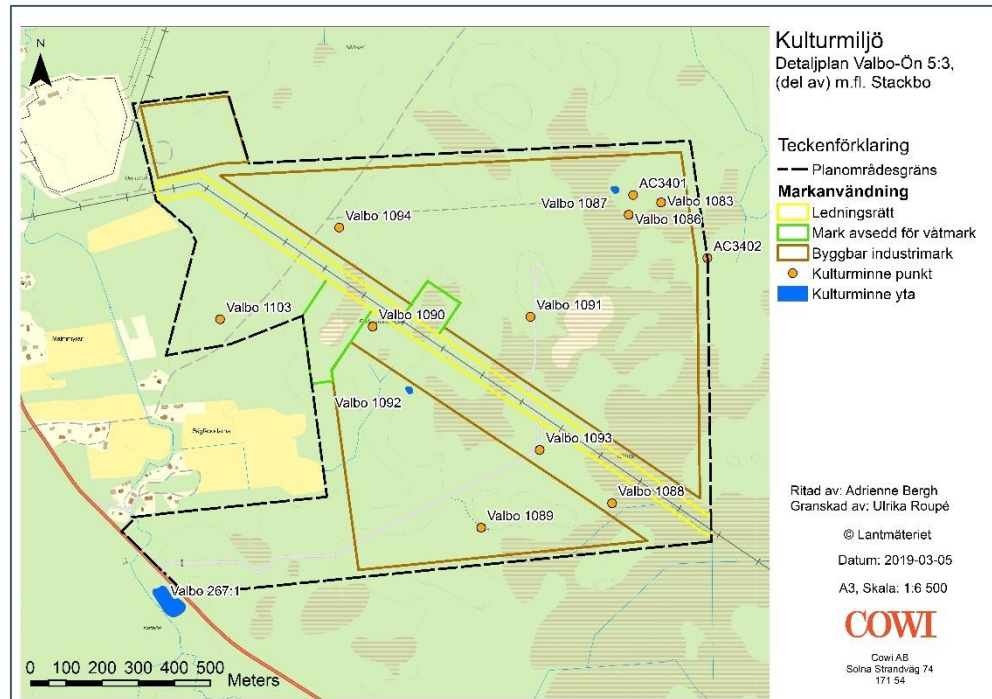 Kulturmiljö
Detaljplan Valbo-Ön 5:3,
(del av) m.fl. Stackbo
Teckenförklaring
Planområdesgräns
Markanvändning
Ledningsrätt
Mark avsedd för våtmark
Byggbar industrimark
Kulturminne punkt
Kulturminne yta
Ritad av: Adrienne Bergh
Granskad av: Ulrika Roupé
© Lantmäteriet
Datum: 2019-03-05
A3, Skala: 1:6 500
COWI
Cowi AB
Solna Strandväg 74
171 54
N
AC3401
Valbo 1087
Valbo 1083
Valbo 1086
Valbo 1094
AC3402
Valbo 1103
Valbo 1090
Valbo 1091
Valbo 1092
Valbo 1093
Valbo 1088
Valbo 1089
Valbo 267:1
0 100 200 300 400 500
Meters